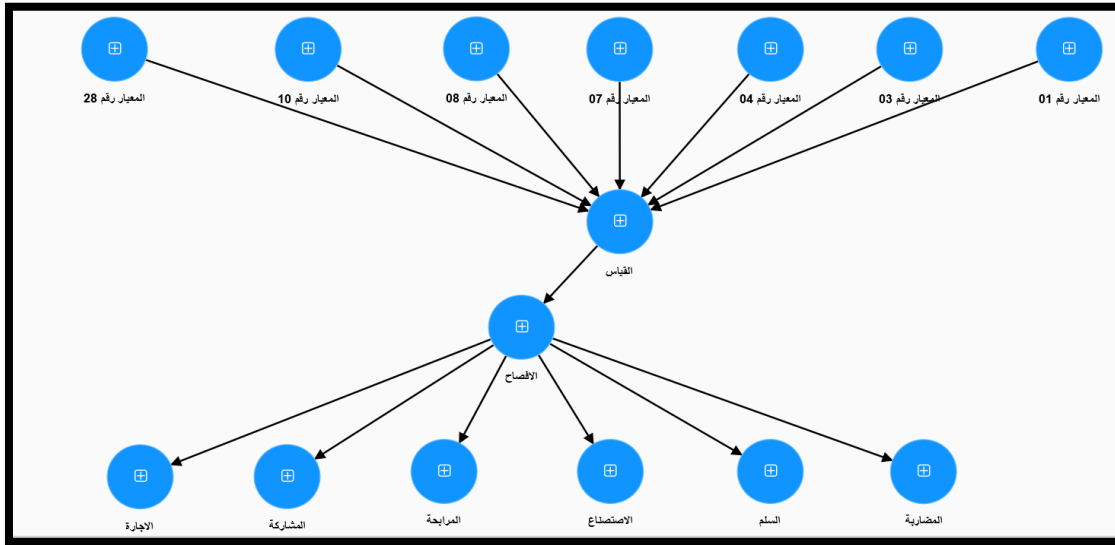 المعيار رقم 01
المعيار رقم 03
المعيار رقم 04
المعيار رقم 07
المعيار رقم 08
المعيار رقم 10
المعيار رقم 28
القياس
الافصاح
المضاربة
السلم
الاصتصناع
المرابحة
المشاركة
الاجارة